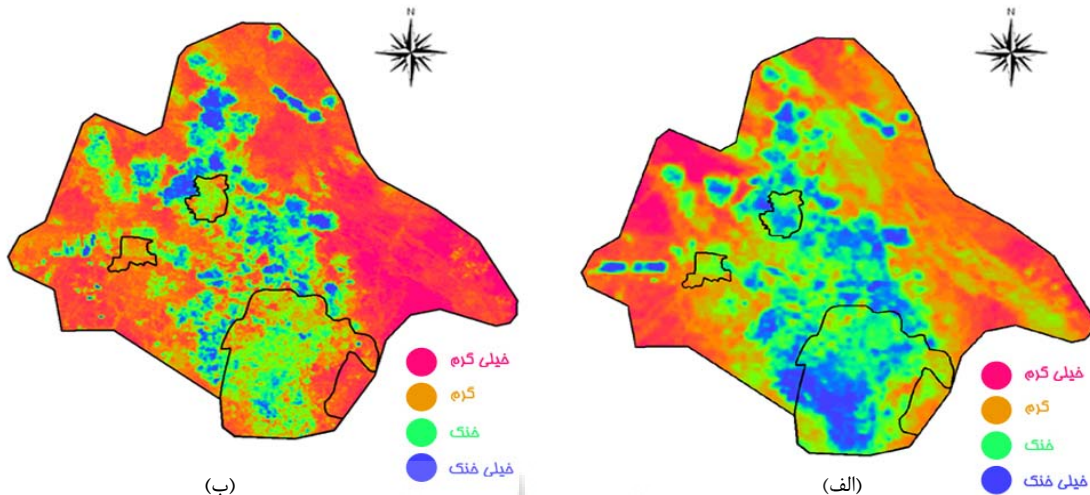 N
N
خیلی گرم
گرم
خنک
خیلی خنک
(الف)
خیلی گرم
گرم
خنک
خیلی خنک
(ب)